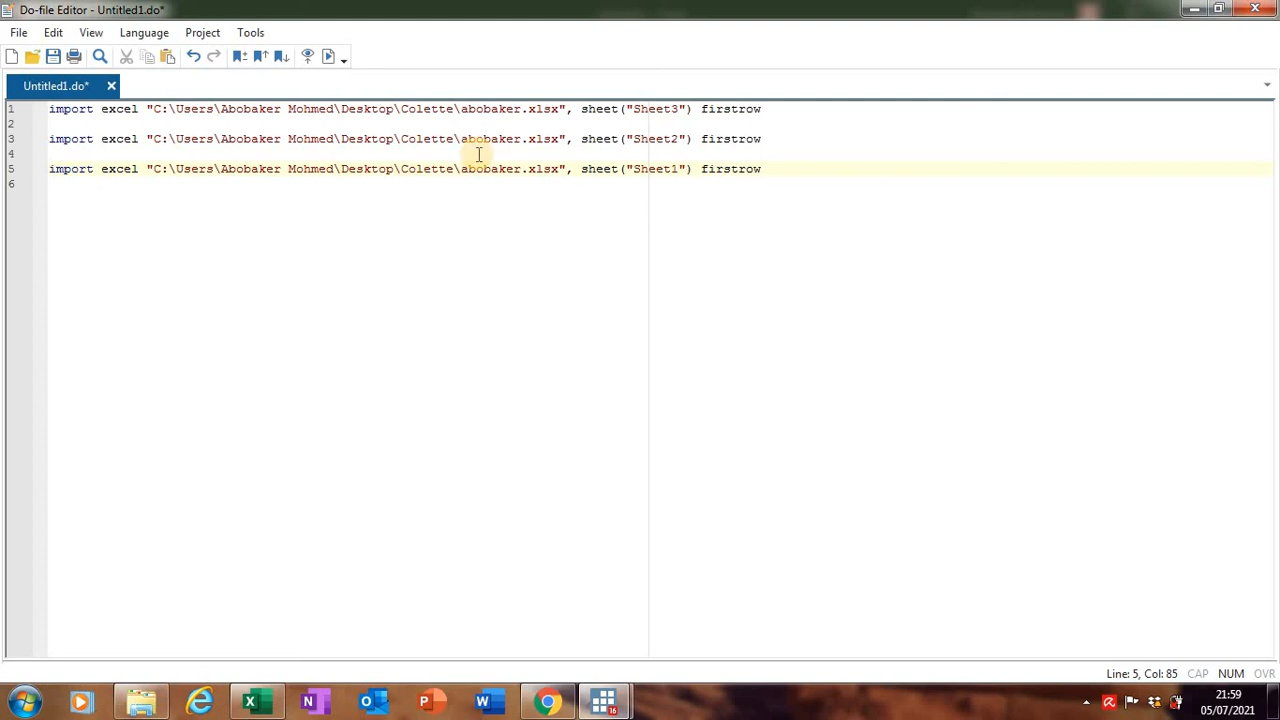 Do-file Editor - Untitled1.do*
File Edit View Language Project Tools
Untitled1.do*
1 import excel "C:\Users\Abobaker Mohmed\Desktop\Colette\abobaker.xlsx", sheet("Sheet3") firstrow
2
3 import excel "C:\Users\Abobaker Mohmed\Desktop\Colette\abobaker.xlsx", sheet("Sheet2") firstrow
4
5 import excel "C:\Users\Abobaker Mohmed\Desktop\Colette\abobaker.xlsx", sheet("Sheet1") firstrow
6
Line: 5, Col: 85 CAP NUM OVR
16
21:59
05/07/2021